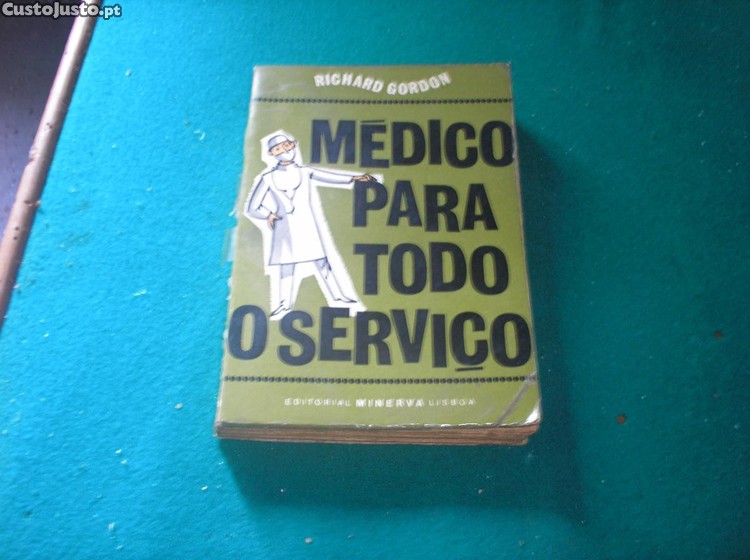 CustoJusto.pt
RICHARD GORDON
MÉDICO
PARA
TODO
O SERVIÇO
EDITORIAL MINERVA LISBOA